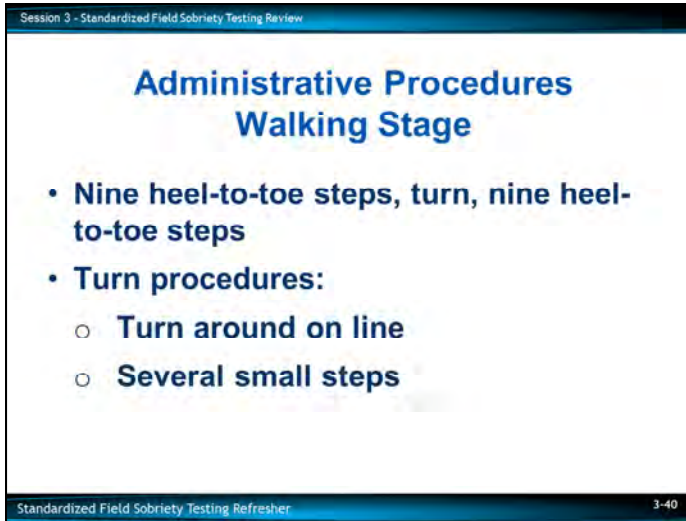 Session 3 - Standardized Field Sobriety Testing Review
Administrative Procedures
Walking Stage
• Nine heel-to-toe steps, turn, nine heel-
to-toe steps
• Turn procedures:
o Turn around on line
o Several small steps
Standardized Field Sobriety Testing Refresher 3-40